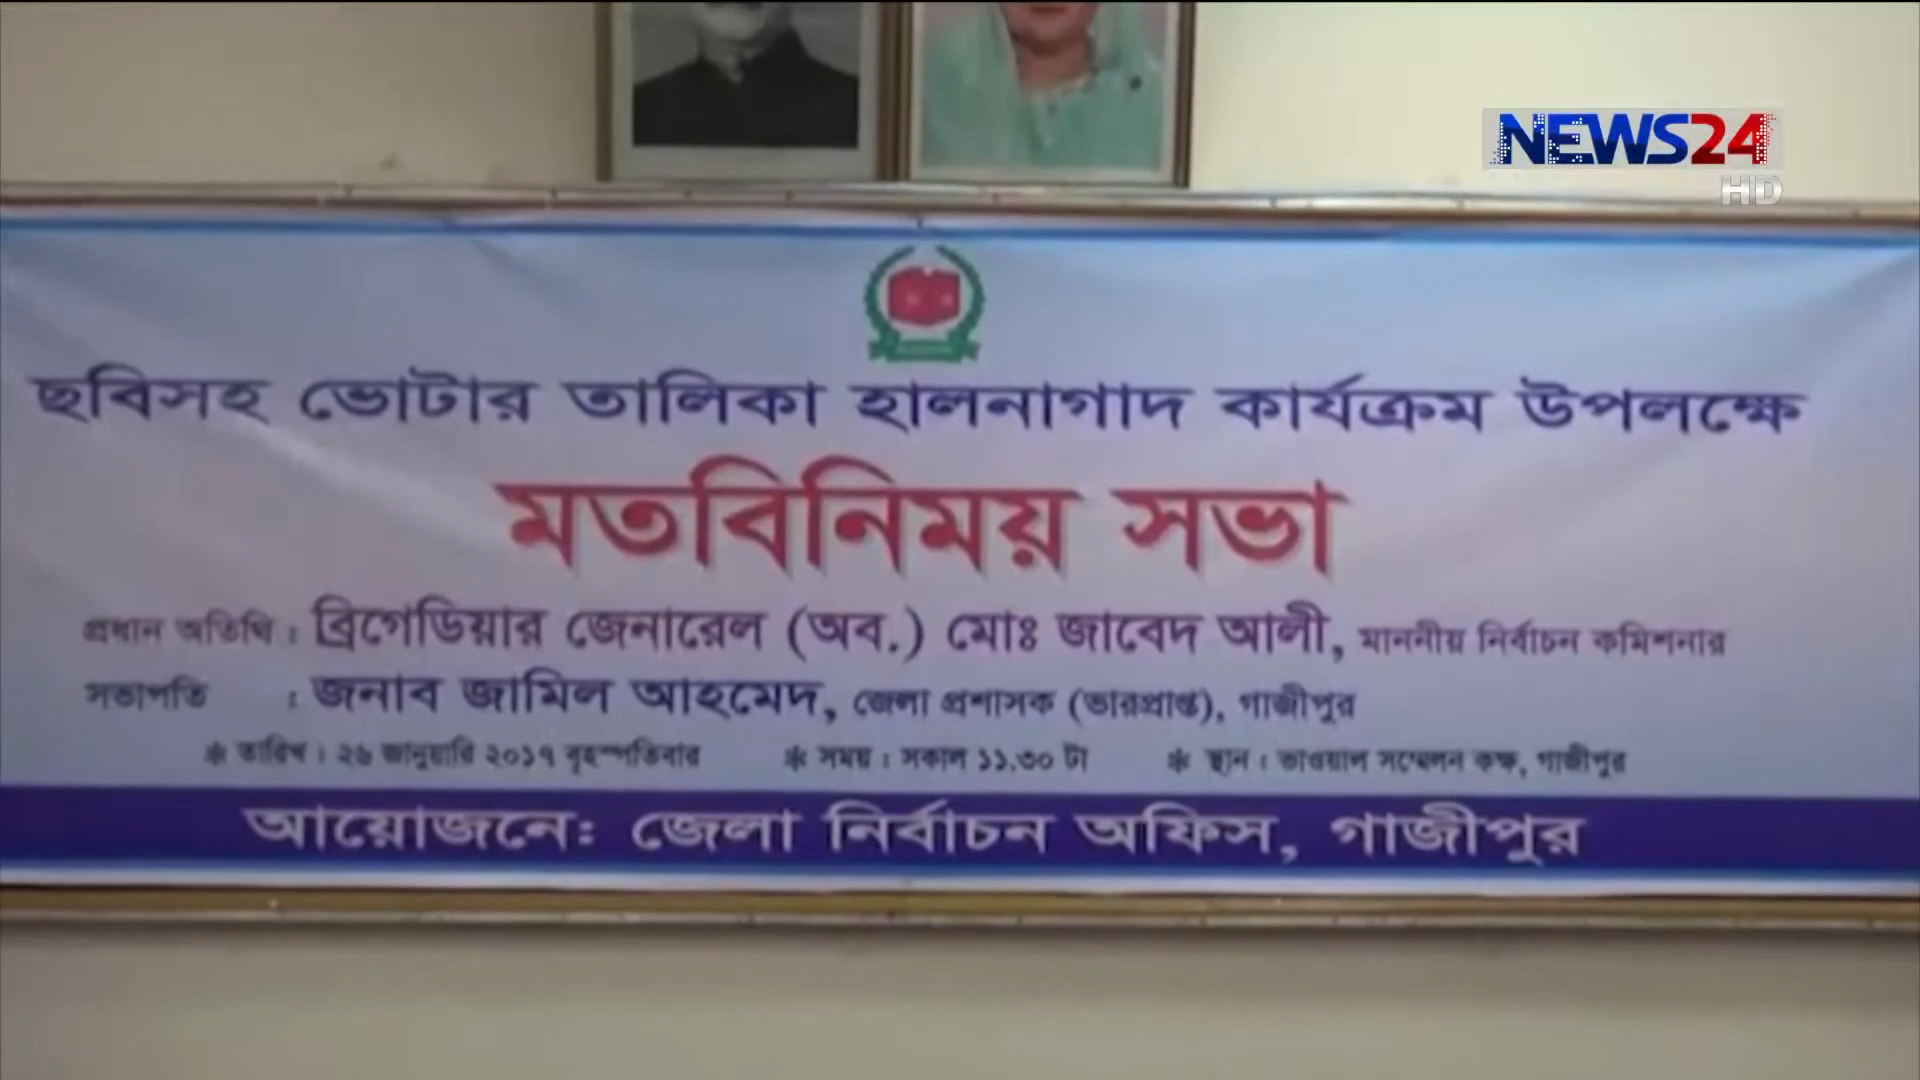 NEWS24
HD
ছবিসহ ভোটার তালিকা হালনাগাদ কার্যক্রম উপলক্ষে
মতবিনিময় সভা
প্রধান অতিথি : ব্রিগেডিয়ার জেনারেল (অব.) মোঃ জাবেদ আলী, মাননীয় নির্বাচন কমিশনার
সভাপতি : জনাব জামিল আহমেদ, জেলা প্রশাসক (ভারপ্রাপ্ত), গাজীপুর
* তারিখ : ২৬ জানুয়ারি ২০১৭ বৃহস্পতিবার * সময় : সকাল ১১.৩০ টা * স্থান : ভাওয়াল সম্মেলন কক্ষ, গাজীপুর
আয়োজনে: জেলা নির্বাচন অফিস, গাজীপুর